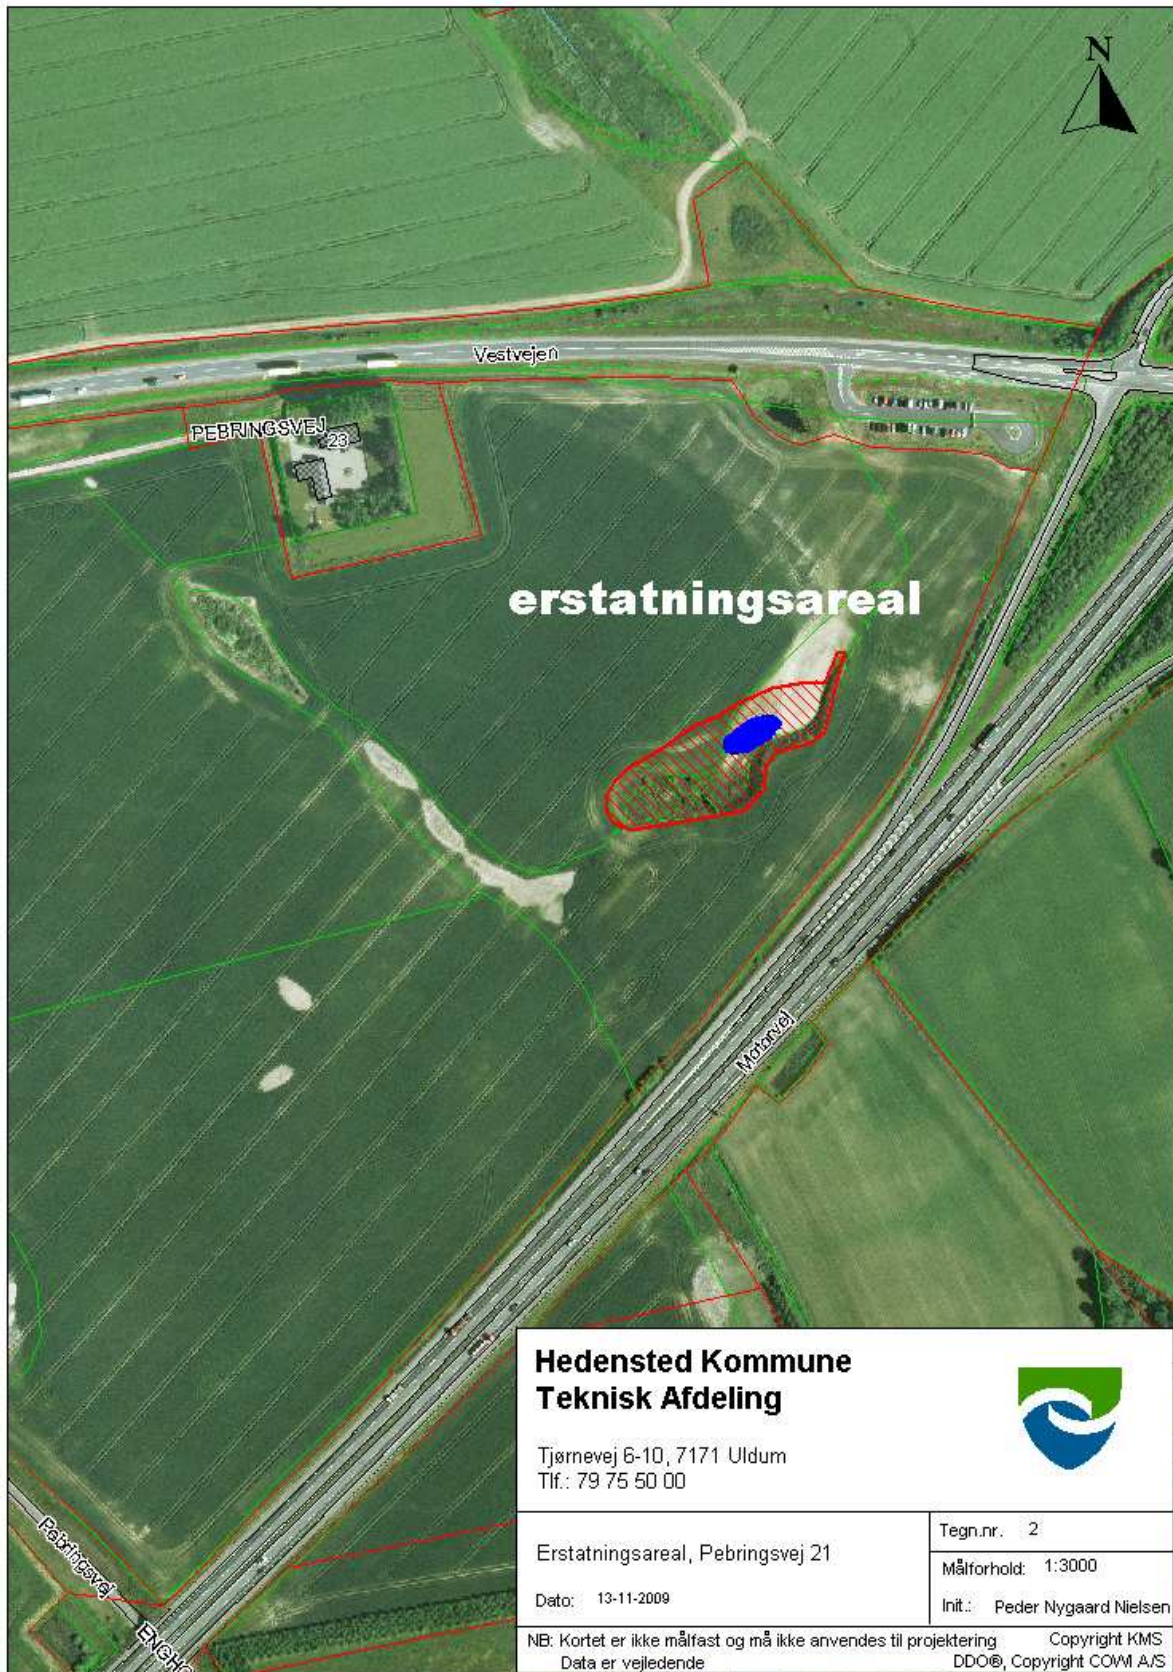 N
Vestvejen
PEBRINGSVEJ
23
erstatningsareal
Motorvej
Pebringsvej
Hedensted Kommune
Teknisk Afdeling
Tjørnevej 6-10, 7171 Uldum
Tlf.: 79 75 50 00
Erstatningsareal, Pebringsvej 21
Dato: 13-11-2009
Tegn.nr. 2
Målforhold: 1:3000
Init.: Peder Nygaard Nielsen
NB: Kortet er ikke målfast og må ikke anvendes til projektering
Data er vejledende
Copyright KMS
DDO®, Copyright COWI A/S